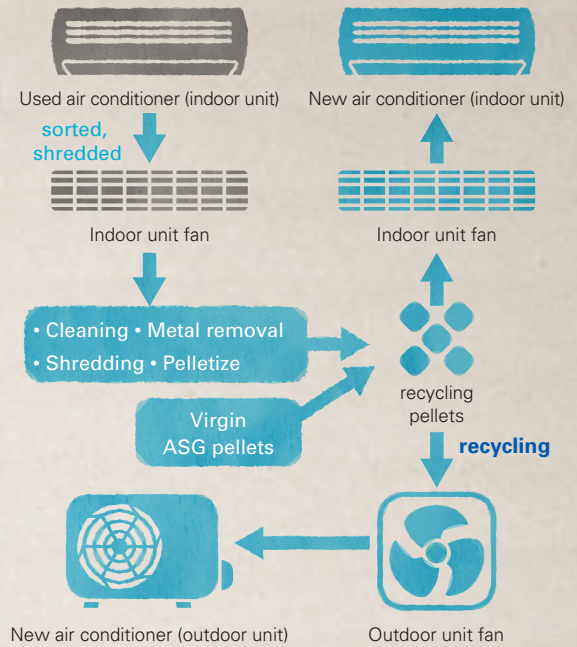 Used air conditioner (indoor unit)
New air conditioner (indoor unit)
sorted,
shredded
Indoor unit fan
Indoor unit fan
• Cleaning • Metal removal
• Shredding • Pelletize
Virgin
ASG pellets
recycling
pellets
recycling
New air conditioner (outdoor unit)
Outdoor unit fan